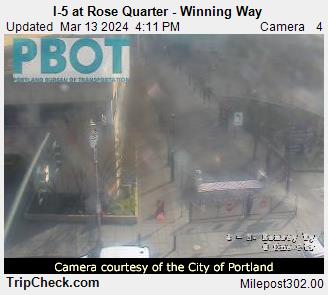 I-5 at Rose Quarter - Winning Way
Updated Mar 13 2024 4:11 PM Camera 4
PBOT
PORTLAND BUREAU OF TRANSPORTATION
Camera courtesy of the City of Portland
TripCheck.com Milepost302.00